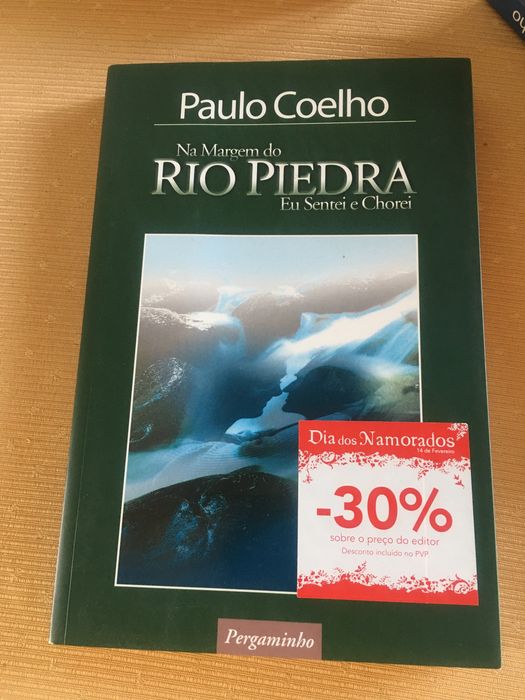 Paulo Coelho
Na Margem do
RIO PIEDRA
Eu Sentei e Chorei
Dia dos Namorados
14 de Fevereiro
-30%
sobre o preço do editor
Desconto incluído no PVP
Pergaminho